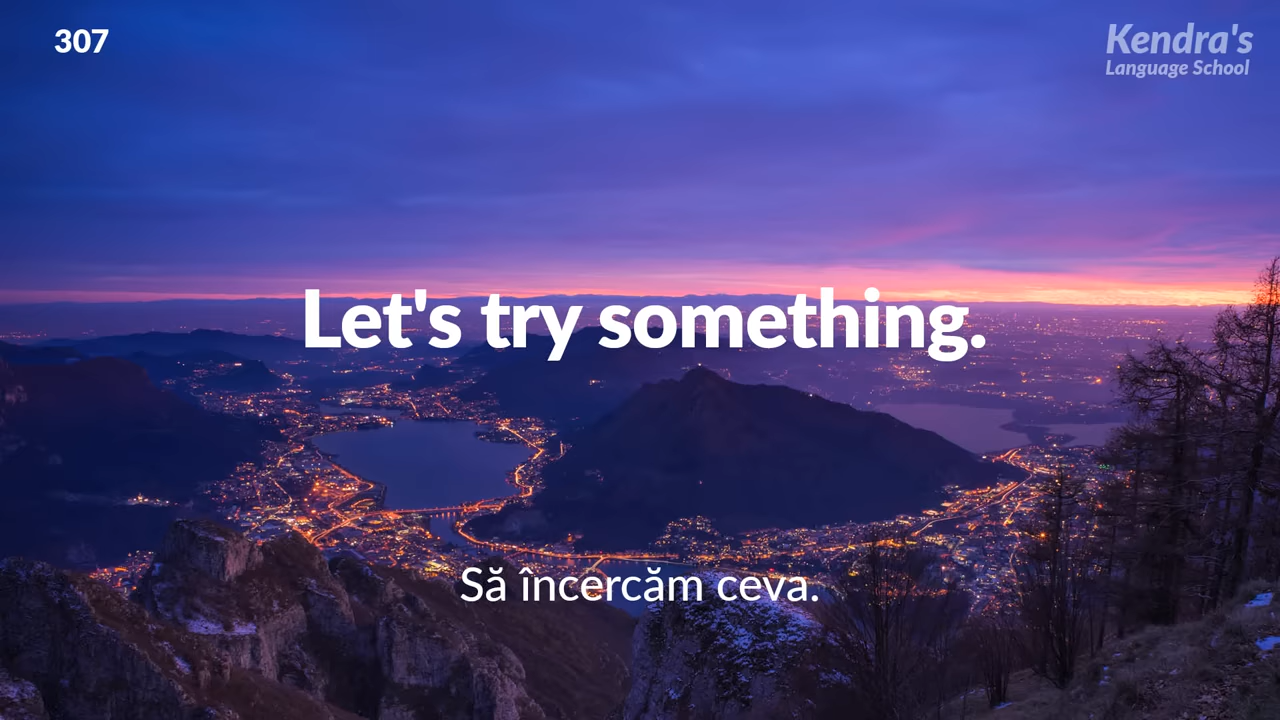 307
Kendra's
Language School
Let's try something.
Să încercăm ceva.